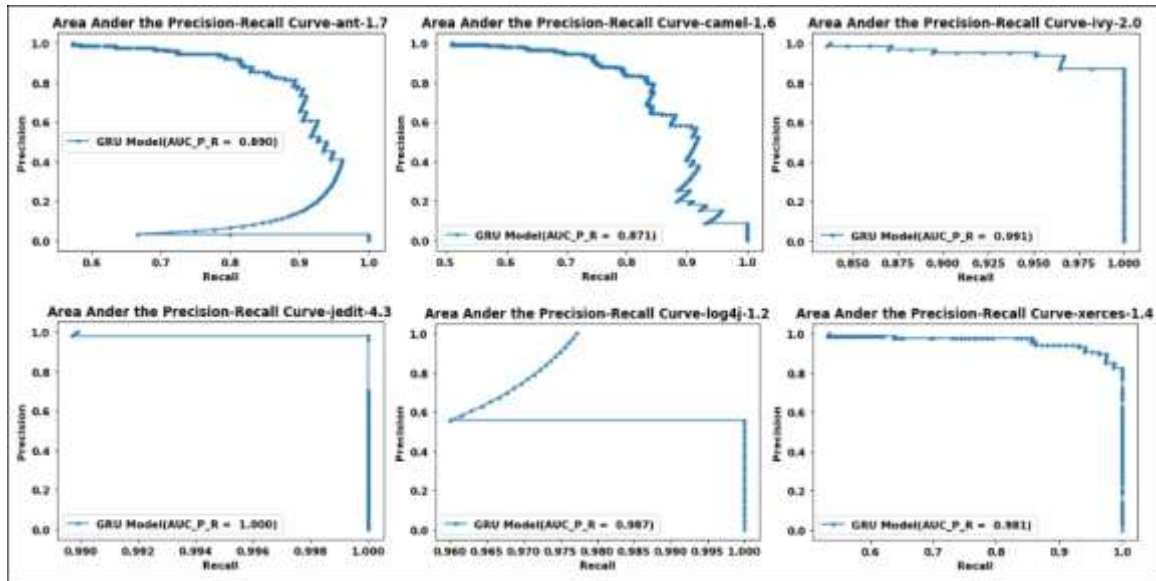 Area Ander the Precision-Recall Curve-ant-1.7
Precision
1.0
0.8
0.6
0.4
0.2
0.0
GRU Model(AUC_P_R = 0.890)
0.6 0.7 0.8 0.9 1.0
Recall
Area Ander the Precision-Recall Curve-camel-1.6
Precision
1.0
0.8
0.6
0.4
0.2
0.0
GRU Model(AUC_P_R = 0.871)
0.5 0.6 0.7 0.8 0.9 1.0
Recall
Area Ander the Precision-Recall Curve-ivy-2.0
Precision
1.0
0.8
0.6
0.4
0.2
0.0
GRU Model(AUC_P_R = 0.991)
0.850 0.875 0.900 0.925 0.950 0.975 1.000
Recall
Area Ander the Precision-Recall Curve-jedit-4.3
Precision
1.0
0.8
0.6
0.4
0.2
0.0
GRU Model(AUC_P_R = 1.000)
0.990 0.992 0.994 0.996 0.998 1.000
Recall
Area Ander the Precision-Recall Curve-log4j-1.2
Precision
1.0
0.8
0.6
0.4
0.2
0.0
GRU Model(AUC_P_R = 0.987)
0.960 0.965 0.970 0.975 0.980 0.985 0.990 0.995 1.000
Recall
Area Ander the Precision-Recall Curve-xerces-1.4
Precision
1.0
0.8
0.6
0.4
0.2
0.0
GRU Model(AUC_P_R = 0.981)
0.6 0.7 0.8 0.9 1.0
Recall